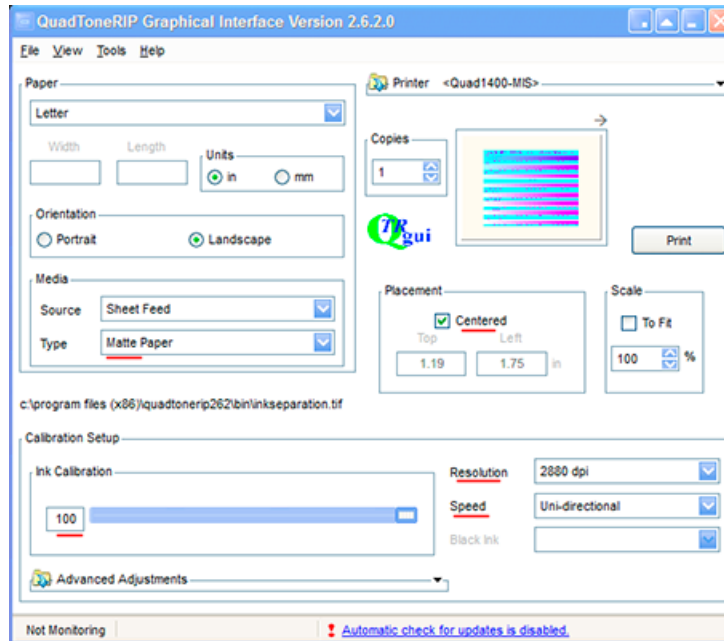 QuadToneRIP Graphical Interface Version 2.6.2.0
File View Tools Help
Paper
Letter
Width Length
Units
in mm
Orientation
Portrait Landscape
Media
Source Sheet Feed
Type Matte Paper
Printer <Quad1400-MIS>
Copies
1
QTR gui
Print
Placement
Centered
Top Left
1.19 1.75 in
Scale
To Fit
100 %
c:\program files (x86)\quadtonerip262\bin\inkseparation.tif
Calibration Setup
Ink Calibration
100
Resolution 2880 dpi
Speed Uni-directional
Black Ink
Advanced Adjustments
Not Monitoring
Automatic check for updates is disabled.